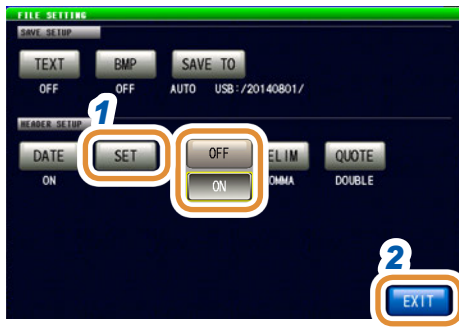 FILE SETTING
SAVE SETUP
TEXT BMP SAVE TO
OFF OFF AUTO USB:/20140801/
1
HEADER SETUP
DATE SET OFF ELIM QUOTE
ON ON OMMA DOUBLE
2
EXIT